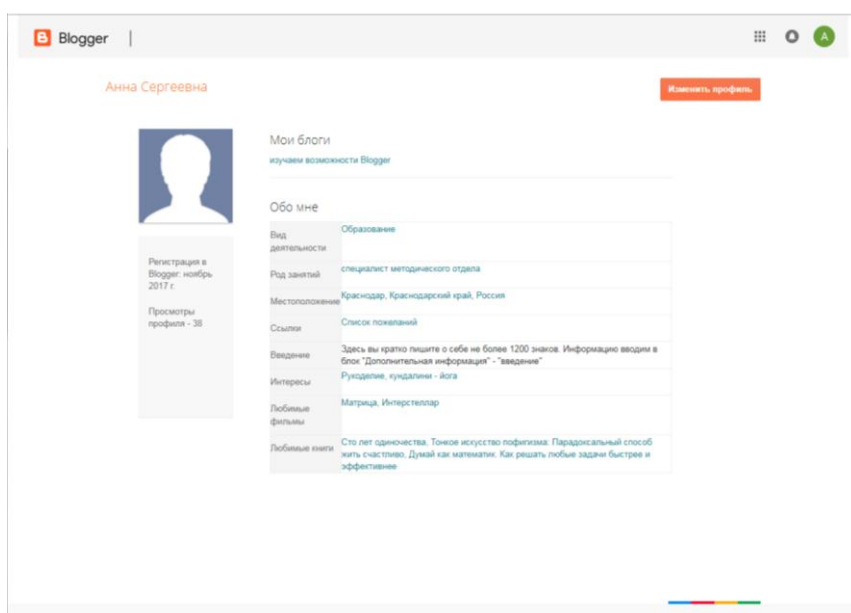 Blogger
A
Анна Сергеевна
Изменить профиль
Мои блоги
изучаем возможности Blogger
Обо мне
Вид
деятельности
Образование
Род занятий
специалист методического отдела
Местоположение
Краснодар, Краснодарский край, Россия
Ссылки
Список пожеланий
Введение
Здесь вы кратко пишите о себе не более 1200 знаков. Информацию вводим в
блок "Дополнительная информация" - "введение"
Интересы
Рукоделие, кундалини - йога
Любимые
фильмы
Матрица, Интерстеллар
Любимые книги
Сто лет одиночества, Тонкое искусство пофигизма: Парадоксальный способ
жить счастливо, Думай как математик. Как решать любые задачи быстрее и
эффективнее
Регистрация в
Blogger: ноябрь
2017 г.
Просмотры
профиля - 38